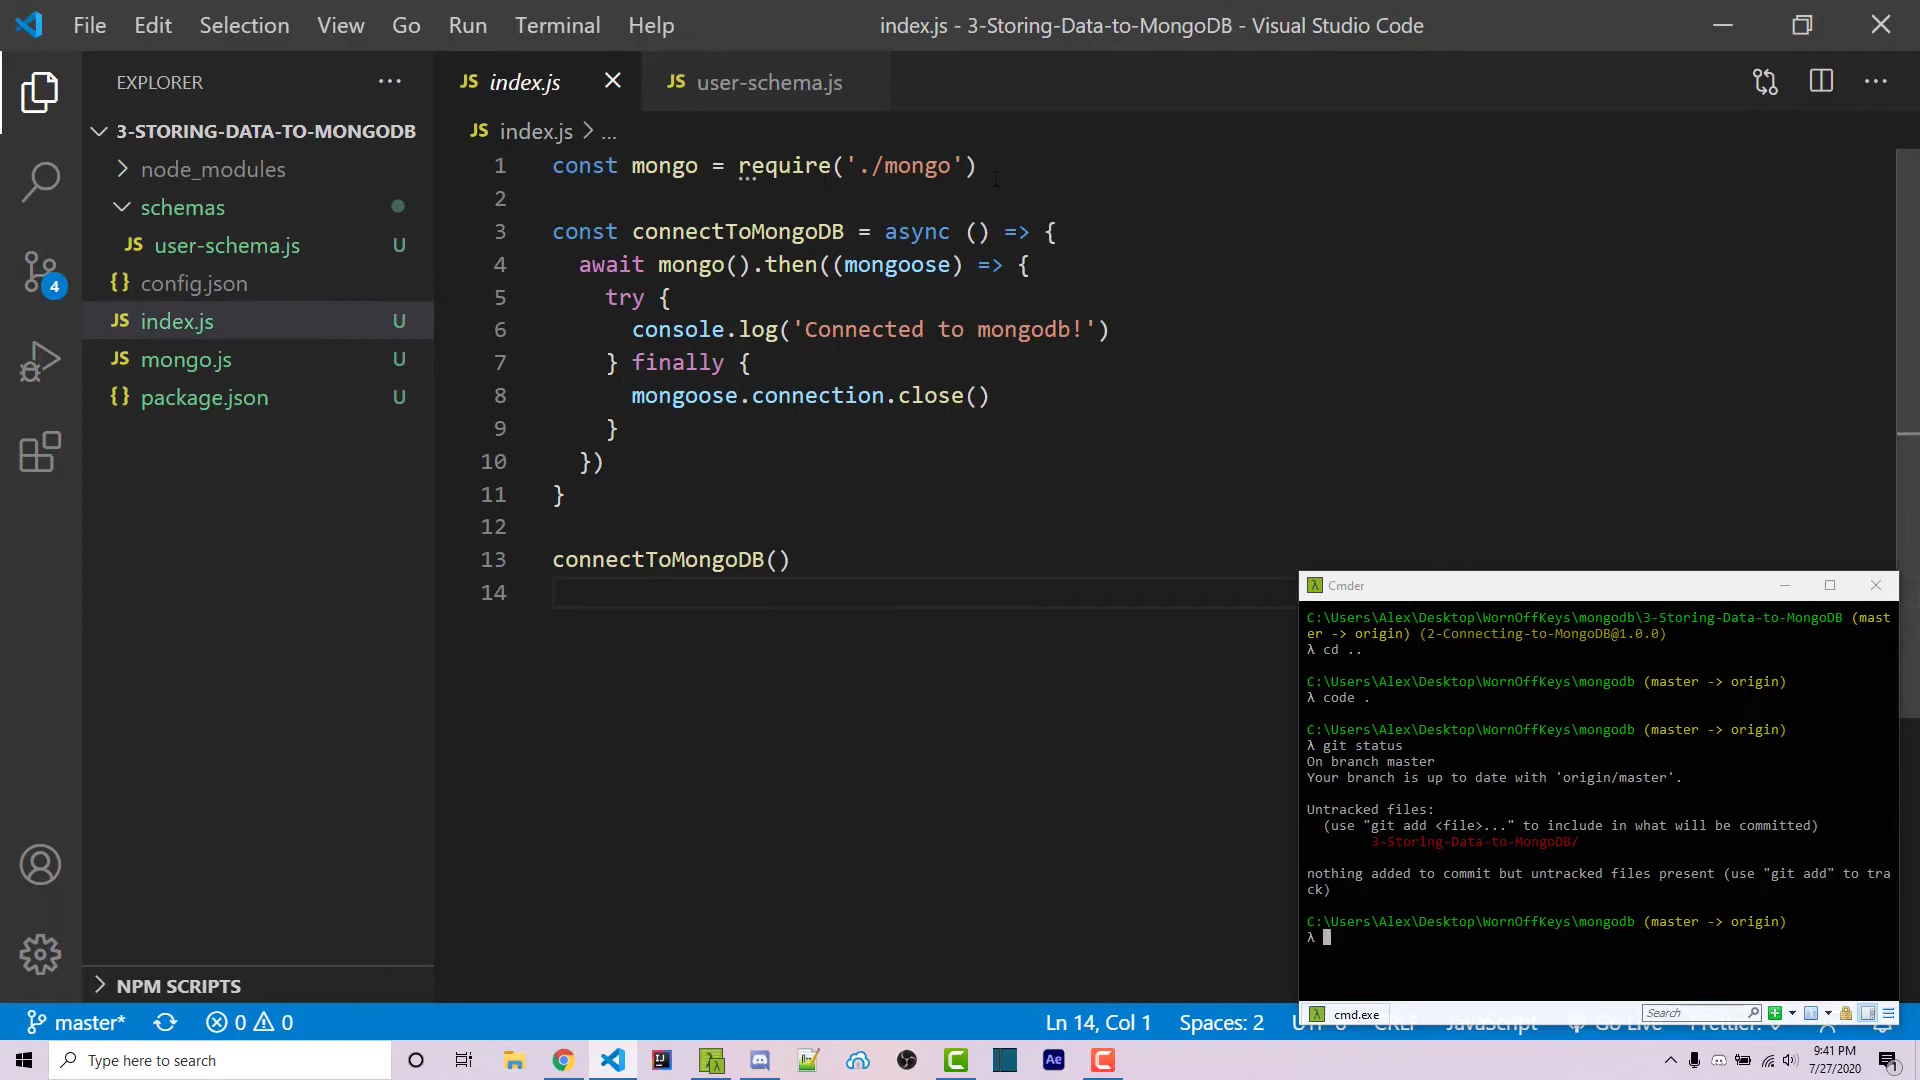 File Edit Selection View Go Run Terminal Help
index.js - 3-Storing-Data-to-MongoDB - Visual Studio Code
EXPLORER
3-STORING-DATA-TO-MONGODB
node_modules
schemas
JS user-schema.js U
{} config.json
JS index.js U
JS mongo.js U
{} package.json U
4
NPM SCRIPTS
JS index.js
JS user-schema.js
JS index.js > ...
1 const mongo = require('./mongo')
2
3 const connectToMongoDB = async () => {
4 await mongo().then((mongoose) => {
5 try {
6 console.log('Connected to mongodb!')
7 } finally {
8 mongoose.connection.close()
9 }
10 })
11 }
12
13 connectToMongoDB()
14
Cmder
C:\Users\Alex\Desktop\WornOffKeys\mongodb\3-Storing-Data-to-MongoDB (mast
er -> origin) (2-Connecting-to-MongoDB@1.0.0)
λ cd ..
C:\Users\Alex\Desktop\WornOffKeys\mongodb (master -> origin)
λ code .
C:\Users\Alex\Desktop\WornOffKeys\mongodb (master -> origin)
λ git status
On branch master
Your branch is up to date with 'origin/master'.
Untracked files:
(use "git add <file>..." to include in what will be committed)
3-Storing-Data-to-MongoDB/
nothing added to commit but untracked files present (use "git add" to tra
ck)
C:\Users\Alex\Desktop\WornOffKeys\mongodb (master -> origin)
λ
cmd.exe
Search
master* 0 0
Ln 14, Col 1 Spaces: 2
Type here to search
Ae
9:41 PM
7/27/2020
1